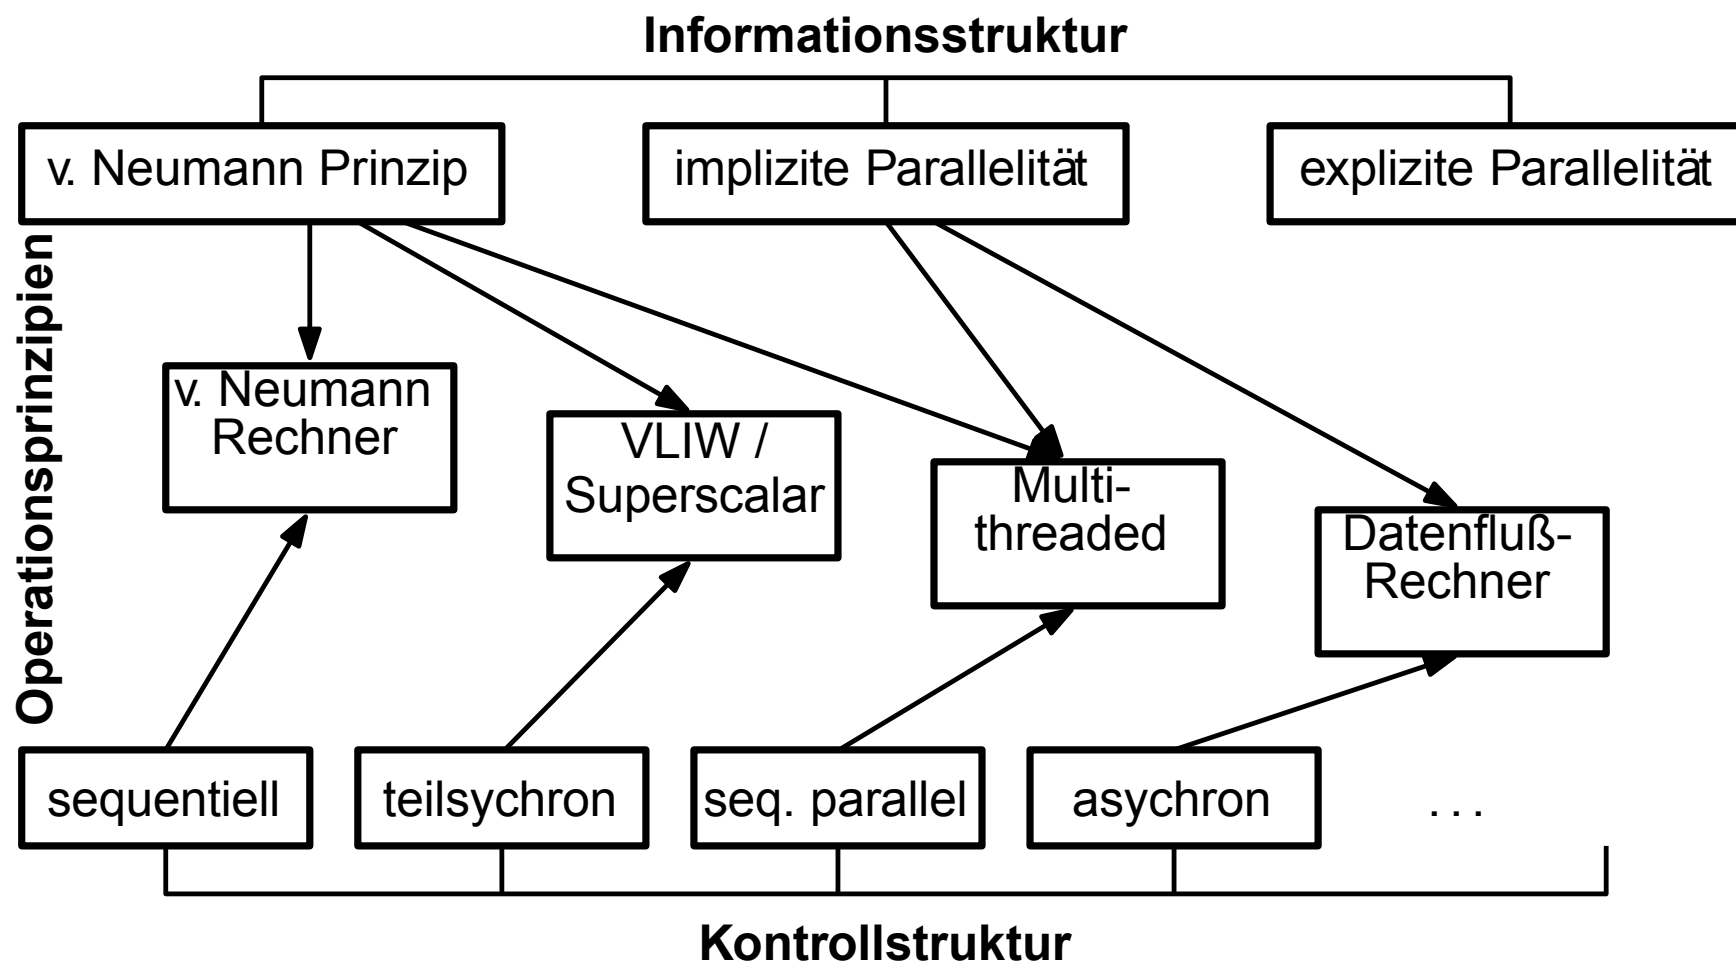 Informationsstruktur
v. Neumann Prinzip
implizite Parallelität
explizite Parallelität
Operationsprinzipien
v. Neumann
Rechner
VLIW /
Superscalar
Multi-
threaded
Datenfluß-
Rechner
sequentiell
teilsychron
seq. parallel
asychron
. . .
Kontrollstruktur